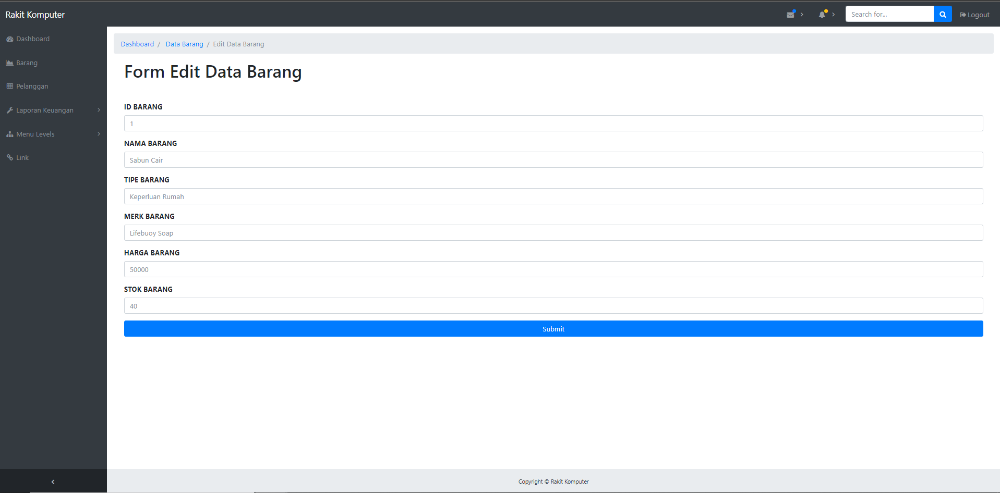 Rakit Komputer
Search for...
Logout
Dashboard
Barang
Pelanggan
Laporan Keuangan
Menu Levels
Link
Dashboard / Data Barang / Edit Data Barang
Form Edit Data Barang
ID BARANG
1
NAMA BARANG
Sabun Cair
TIPE BARANG
Keperluan Rumah
MERK BARANG
Lifebuoy Soap
HARGA BARANG
50000
STOK BARANG
40
Submit
Copyright © Rakit Komputer